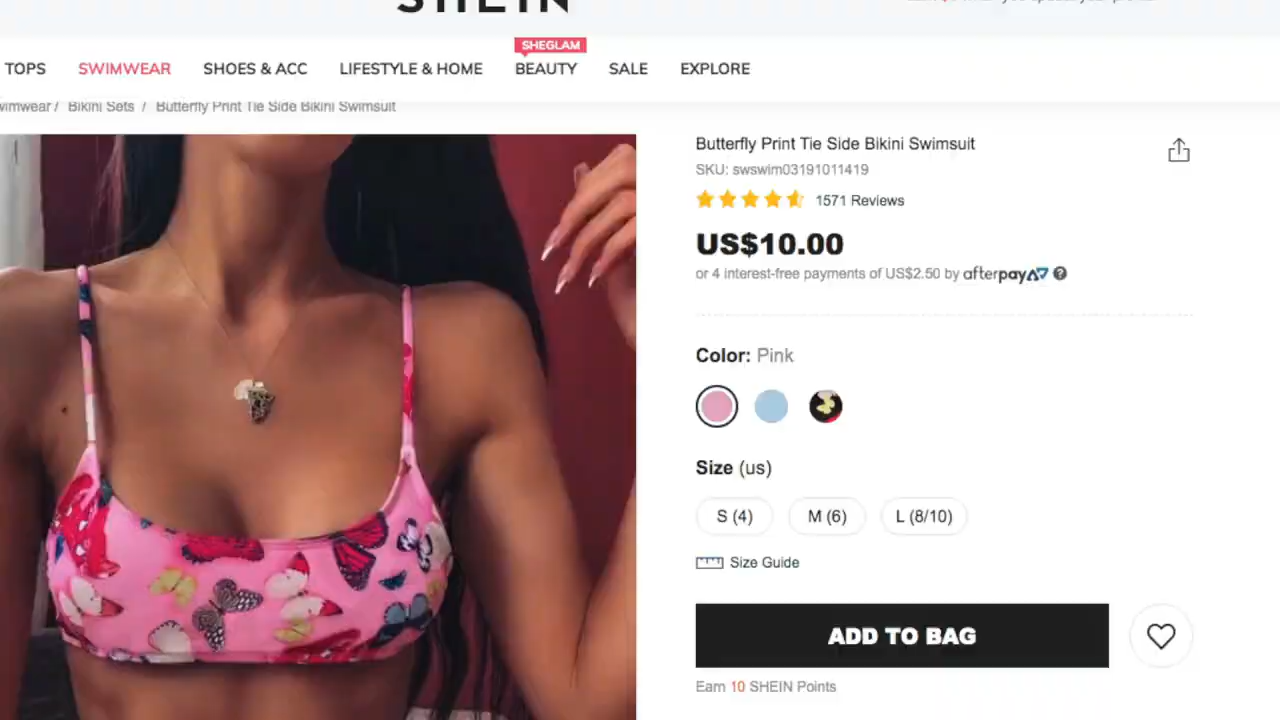 SHEIN
SHEGLAM
TOPS SWIMWEAR SHOES & ACC LIFESTYLE & HOME BEAUTY SALE EXPLORE
/ Bikini Sets / Butterfly Print Tie Side Bikini Swimsuit
Butterfly Print Tie Side Bikini Swimsuit
SKU: swswim03191011419
1571 Reviews
US$10.00
or 4 interest-free payments of US$2.50 by afterpay ?
Color: Pink
Size (us)
S (4) M (6) L (8/10)
Size Guide
ADD TO BAG
Earn 10 SHEIN Points